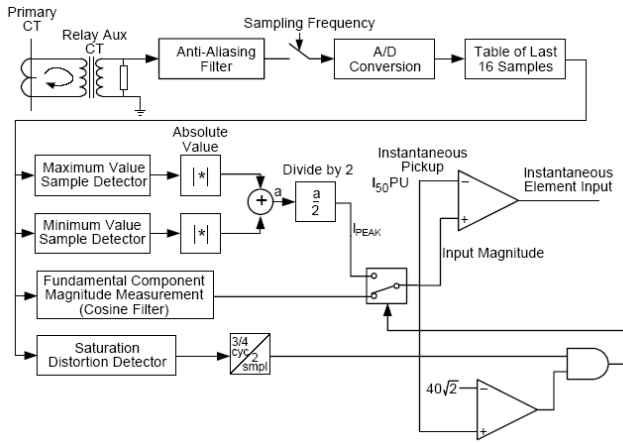 Primary
CT
Relay Aux
CT
Anti-Aliasing
Filter
Sampling Frequency
A/D
Conversion
Table of Last
16 Samples
Absolute
Value
Maximum Value
Sample Detector
|*|
Minimum Value
Sample Detector
|*|
+
a
Divide by 2
a
2
I_PEAK
Instantaneous
Pickup
I50PU
−
+
Instantaneous
Element Input
Input Magnitude
Fundamental Component
Magnitude Measurement
(Cosine Filter)
Saturation
Distortion Detector
3/4
cyc
2
smpl
40√2
−
+